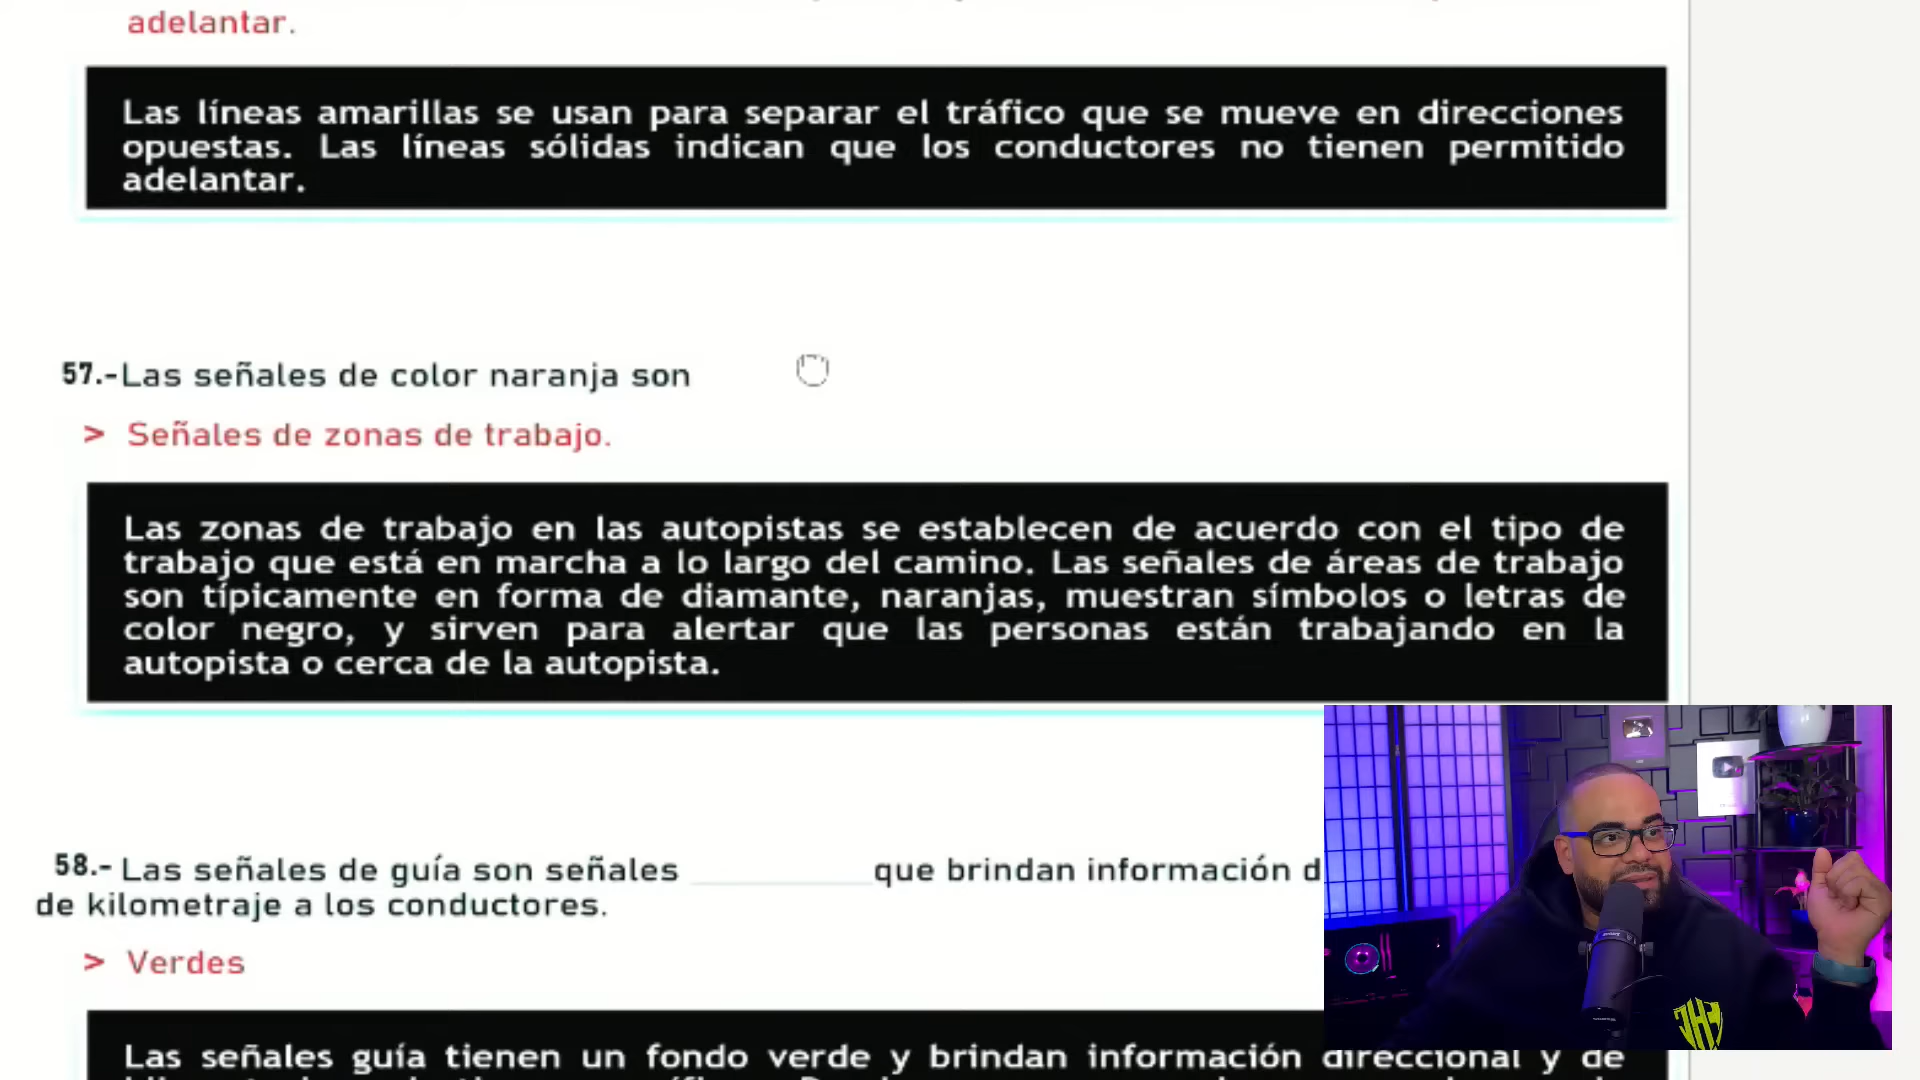 adelantar.
Las líneas amarillas se usan para separar el tráfico que se mueve en direcciones
opuestas. Las líneas sólidas indican que los conductores no tienen permitido
adelantar.
57.-Las señales de color naranja son
> Señales de zonas de trabajo.
Las zonas de trabajo en las autopistas se establecen de acuerdo con el tipo de
trabajo que está en marcha a lo largo del camino. Las señales de áreas de trabajo
son típicamente en forma de diamante, naranjas, muestran símbolos o letras de
color negro, y sirven para alertar que las personas están trabajando en la
autopista o cerca de la autopista.
58.- Las señales de guía son señales __________ que brindan información d
de kilometraje a los conductores.
> Verdes
Las señales guía tienen un fondo verde y brindan información direccional y de